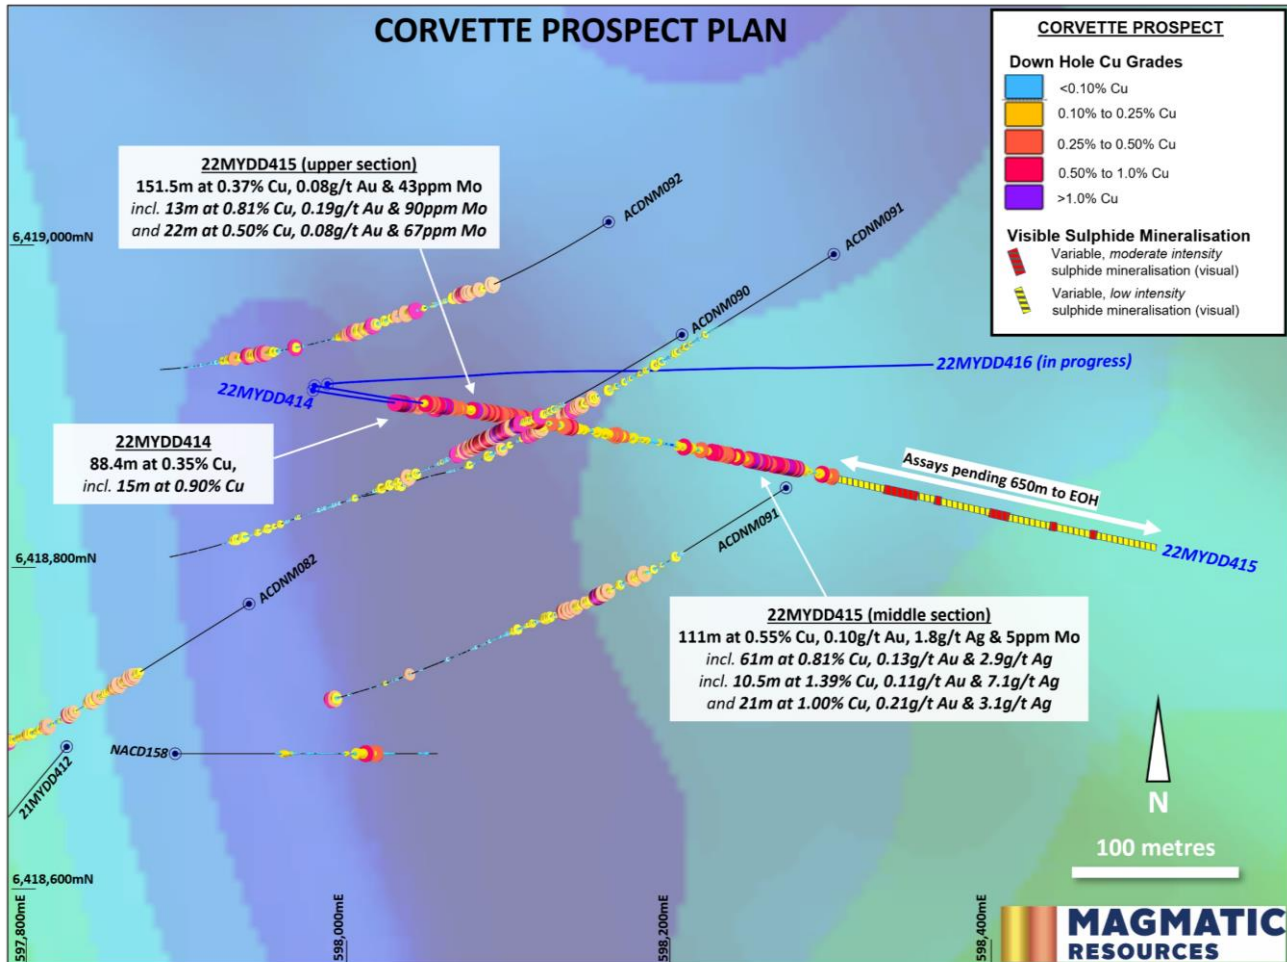 CORVETTE PROSPECT PLAN
CORVETTE PROSPECT
Down Hole Cu Grades
<0.10% Cu
0.10% to 0.25% Cu
0.25% to 0.50% Cu
0.50% to 1.0% Cu
>1.0% Cu
Visible Sulphide Mineralisation
Variable, moderate intensity
sulphide mineralisation (visual)
Variable, low intensity
sulphide mineralisation (visual)
22MYDD415 (upper section)
151.5m at 0.37% Cu, 0.08g/t Au & 43ppm Mo
incl. 13m at 0.81% Cu, 0.19g/t Au & 90ppm Mo
and 22m at 0.50% Cu, 0.08g/t Au & 67ppm Mo
ACDNM092
ACDNM091
6,419,000mN
ACDNM090
22MYDD416 (in progress)
22MYDD414
22MYDD414
88.4m at 0.35% Cu,
incl. 15m at 0.90% Cu
Assays pending 650m to EOH
ACDNM091
22MYDD415
6,418,800mN
ACDNM082
22MYDD415 (middle section)
111m at 0.55% Cu, 0.10g/t Au, 1.8g/t Ag & 5ppm Mo
incl. 61m at 0.81% Cu, 0.13g/t Au & 2.9g/t Ag
incl. 10.5m at 1.39% Cu, 0.11g/t Au & 7.1g/t Ag
and 21m at 1.00% Cu, 0.21g/t Au & 3.1g/t Ag
NACD158
21MYDD412
N
100 metres
6,418,600mN
597,800mE
598,000mE
598,200mE
598,400mE
MAGMATIC
RESOURCES